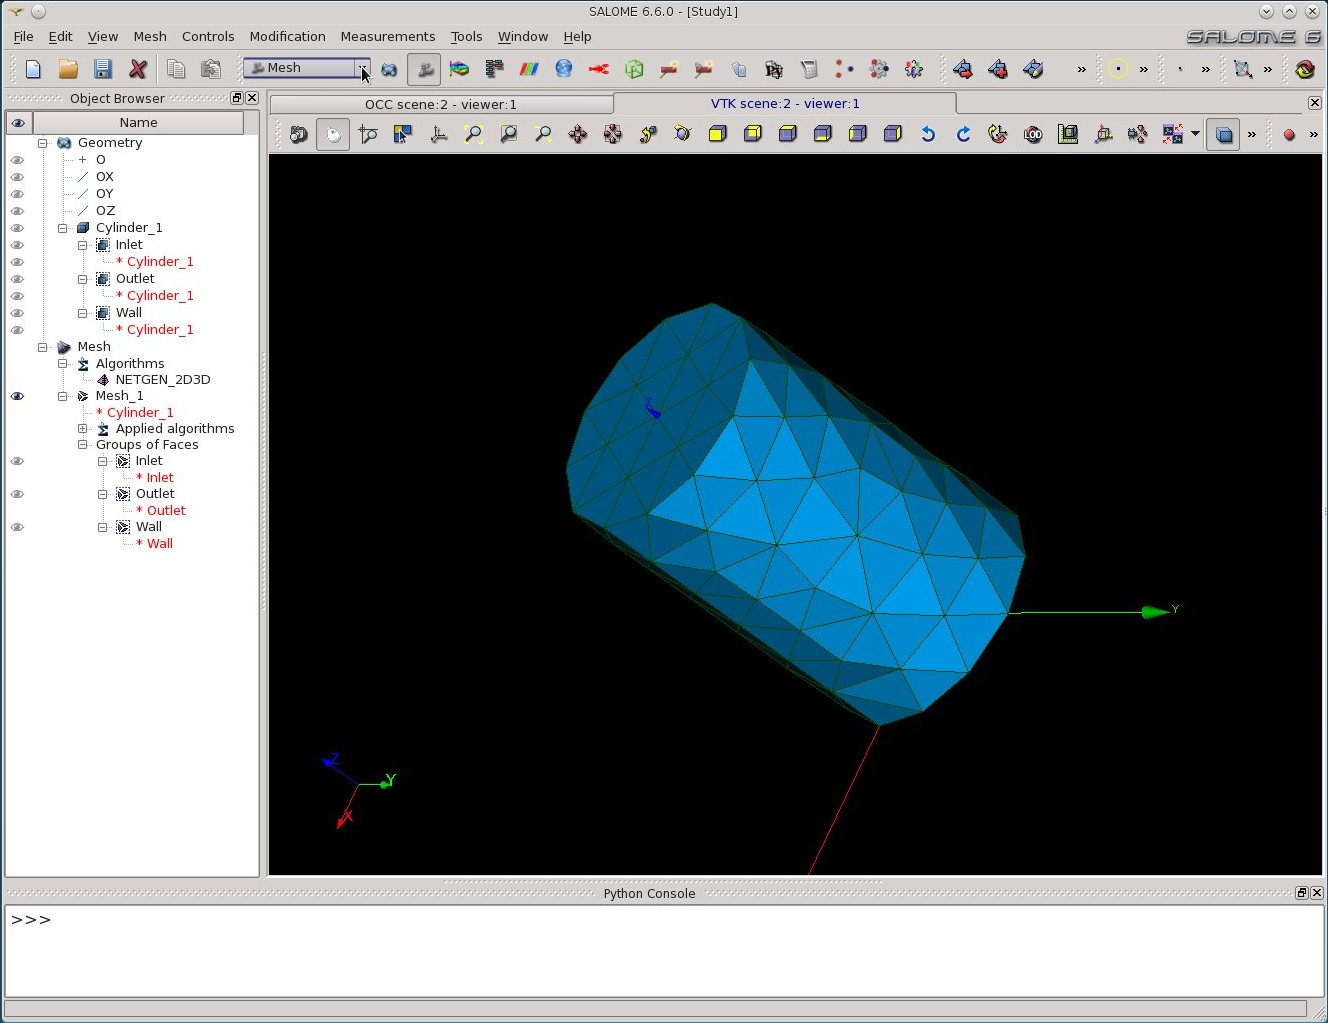 SALOME 6.6.0 - [Study1]
File Edit View Mesh Controls Modification Measurements Tools Window Help
SALOME 6
Mesh
Object Browser
OCC scene:2 - viewer:1
VTK scene:2 - viewer:1
Name
Geometry
O
OX
OY
OZ
Cylinder_1
Inlet
* Cylinder_1
Outlet
* Cylinder_1
Wall
* Cylinder_1
Mesh
Algorithms
NETGEN_2D3D
Mesh_1
* Cylinder_1
Applied algorithms
Groups of Faces
Inlet
* Inlet
Outlet
* Outlet
Wall
* Wall
LOD
Z
Y
Z
Y
X
Python Console
>>>